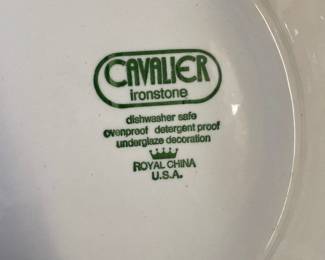 CAVALIER
ironstone
dishwasher safe
ovenproof detergent proof
underglaze decoration
ROYAL CHINA
U.S.A.